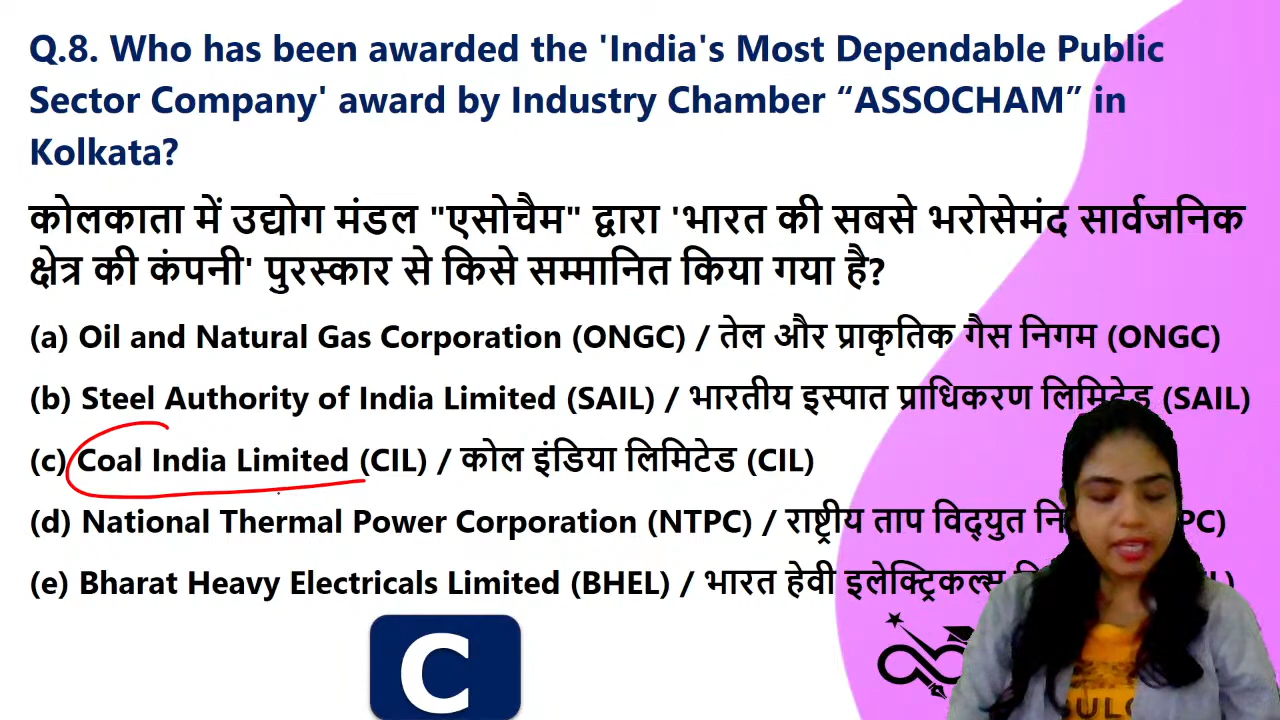 Q.8. Who has been awarded the 'India's Most Dependable Public
Sector Company' award by Industry Chamber “ASSOCHAM” in
Kolkata?
कोलकाता में उद्योग मंडल "एसोचैम" द्वारा 'भारत की सबसे भरोसेमंद सार्वजनिक
क्षेत्र की कंपनी' पुरस्कार से किसे सम्मानित किया गया है?
(a) Oil and Natural Gas Corporation (ONGC) / तेल और प्राकृतिक गैस निगम (ONGC)
(b) Steel Authority of India Limited (SAIL) / भारतीय इस्पात प्राधिकरण लिमिटेड (SAIL)
(c) Coal India Limited (CIL) / कोल इंडिया लिमिटेड (CIL)
(d) National Thermal Power Corporation (NTPC) / राष्ट्रीय ताप विद्युत
(e) Bharat Heavy Electricals Limited (BHEL) / भारत हेवी इलेक्ट्रिकल्स
C